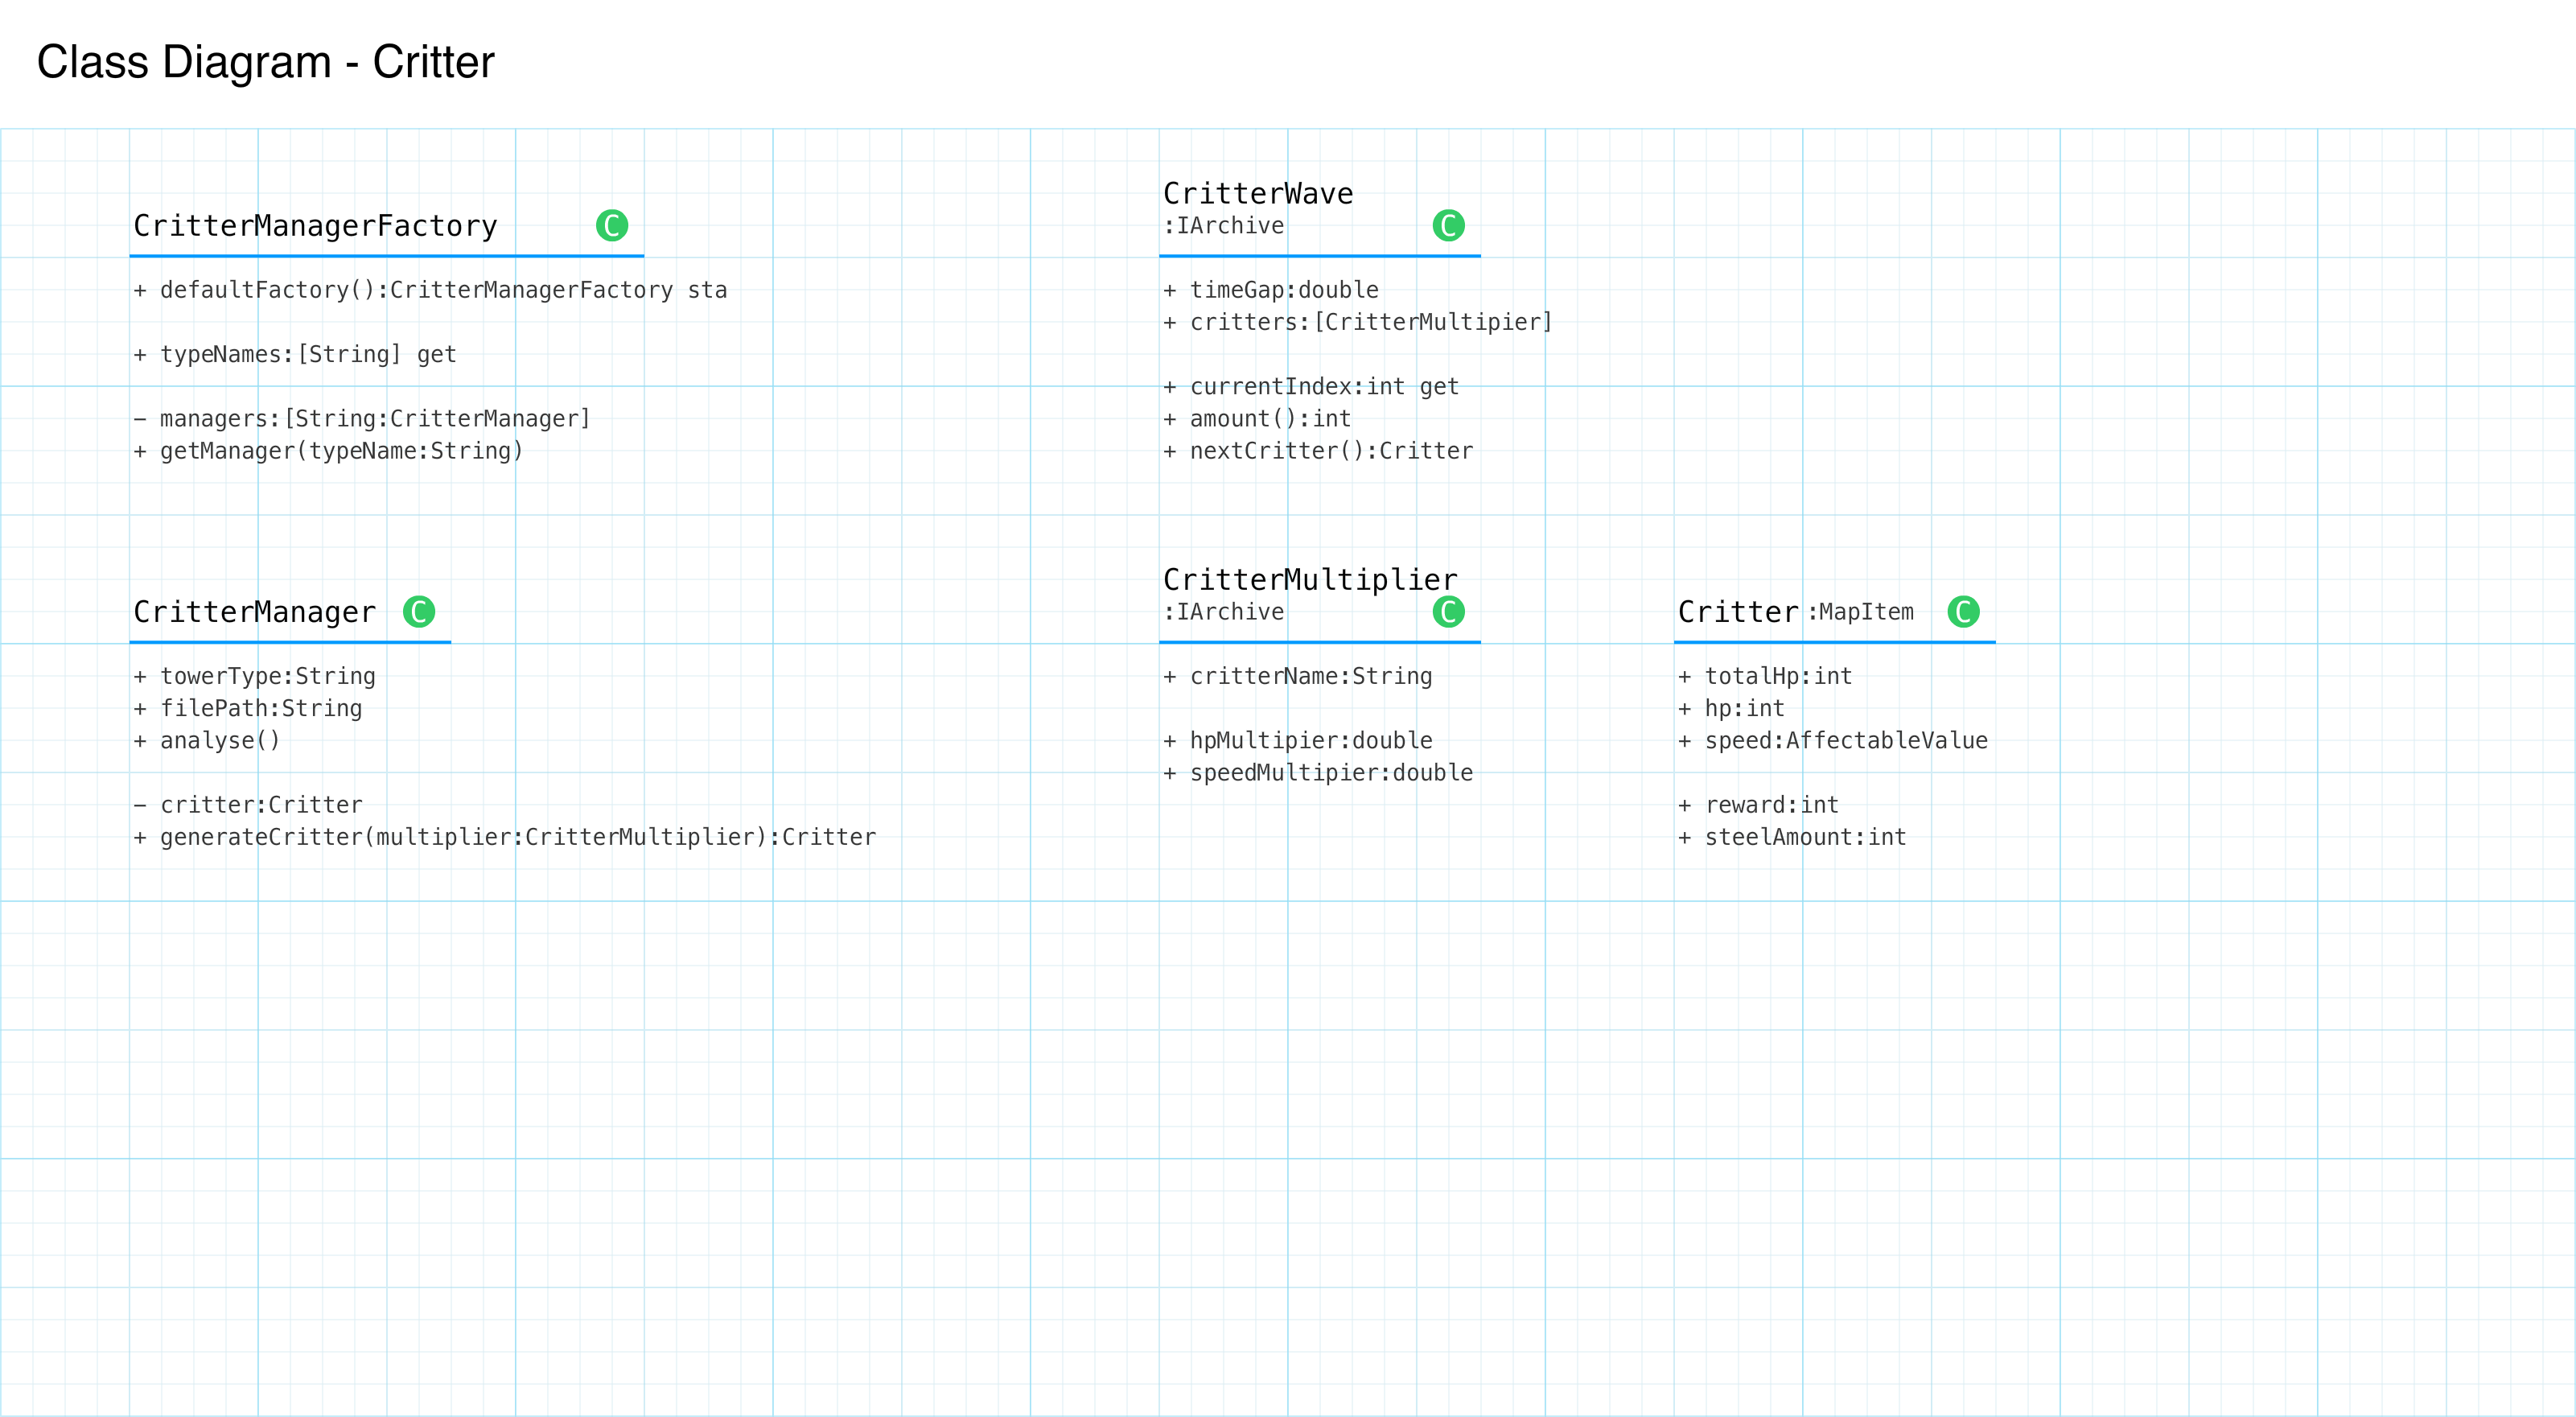 Class Diagram - Critter
CritterManagerFactory C
+ defaultFactory():CritterManagerFactory sta
+ typeNames:[String] get
− managers:[String:CritterManager]
+ getManager(typeName:String)
CritterWave
:IArchive C
+ timeGap:double
+ critters:[CritterMultipier]
+ currentIndex:int get
+ amount():int
+ nextCritter():Critter
CritterManager C
+ towerType:String
+ filePath:String
+ analyse()
− critter:Critter
+ generateCritter(multiplier:CritterMultiplier):Critter
CritterMultiplier
:IArchive C
+ critterName:String
+ hpMultipier:double
+ speedMultipier:double
Critter :MapItem C
+ totalHp:int
+ hp:int
+ speed:AffectableValue
+ reward:int
+ steelAmount:int